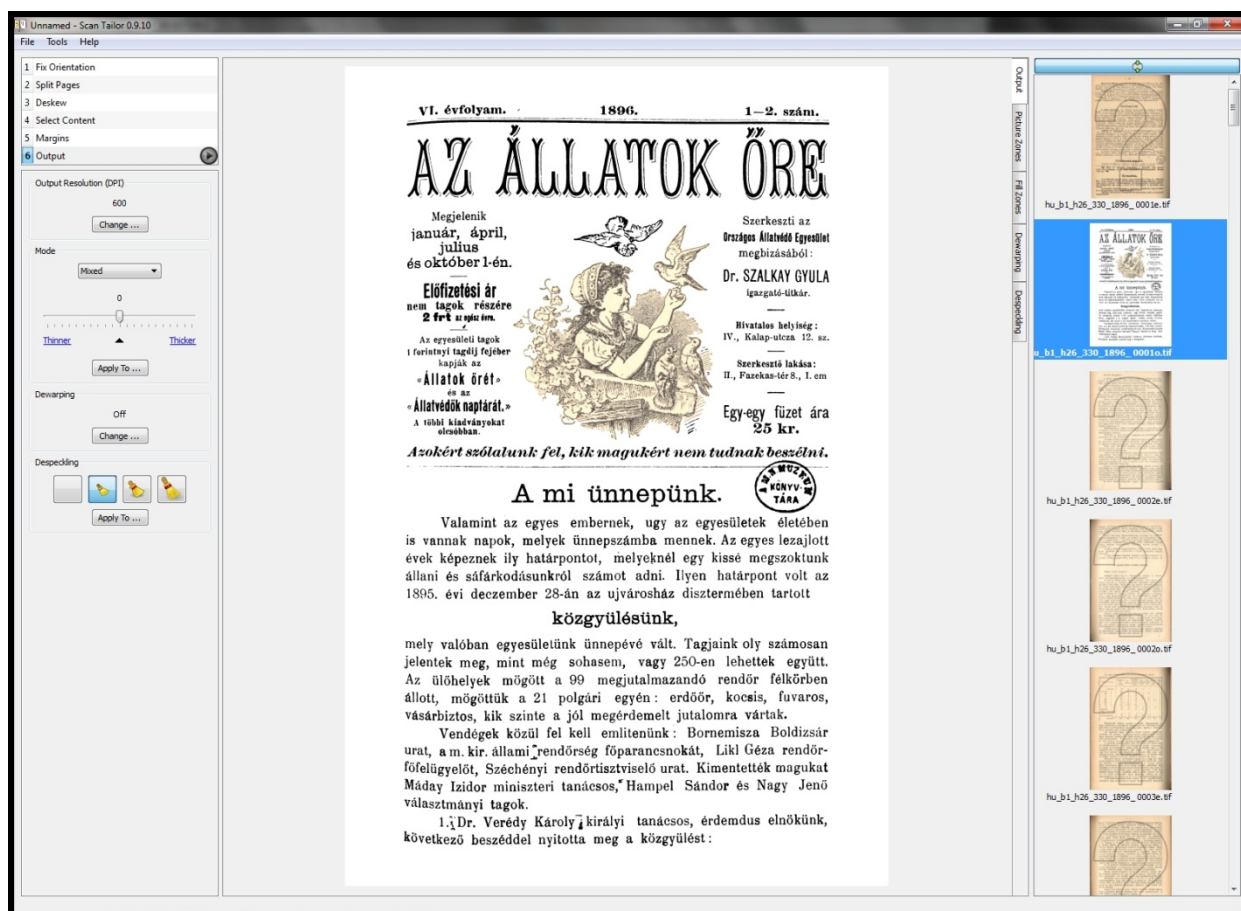 Unnamed - Scan Tailor 0.9.10
File Tools Help
1 Fix Orientation
2 Split Pages
3 Deskew
4 Select Content
5 Margins
6 Output
Output Resolution (DPI)
600
Change ...
Mode
Mixed
0
Thinner Thicker
Apply To ...
Dewarping
Off
Change ...
Despeckling
Apply To ...
VI. évfolyam. 1896. 1—2. szám.
AZ ÁLLATOK ŐRE
Megjelenik
január, ápril,
julius
és október 1-én.
Előfizetési ár
nem tagok részére
2 frt az egész évre.
Az egyesületi tagok
1 forintnyi tagdij fejéber
kapják az
«Állatok őrét»
és az
«Állatvédők naptárát.»
A többi kiadványokat
olcsóbban.
Szerkeszti az
Országos Állatvédő Egyesület
megbizásából:
Dr. SZALKAY GYULA
igazgató-titkár.
Hivatalos helyiség:
IV., Kalap-utcza 12. sz.
Szerkesztő lakása:
II., Fazekas-tér 8., I. em
Egy-egy füzet ára
25 kr.
Azokért szólalunk fel, kik magukért nem tudnak beszélni.
A mi ünnepünk.
MUZEUM
KÖNYV-
TÁRA
Valamint az egyes embernek, ugy az egyesületek életében
is vannak napok, melyek ünnepszámba mennek. Az egyes lezajlott
évek képeznek ily határpontot, melyeknél egy kissé megszoktunk
állani és sáfárkodásunkról számot adni. Ilyen határpont volt az
1895. évi deczember 28-án az ujvárosház disztermében tartott
közgyülésünk,
mely valóban egyesületünk ünnepévé vált. Tagjaink oly számosan
jelentek meg, mint még sohasem, vagy 250-en lehettek együtt.
Az ülőhelyek mögött a 99 megjutalmazandó rendőr félkörben
állott, mögöttük a 21 polgári egyén: erdőőr, kocsis, fuvaros,
vásárbiztos, kik szinte a jól megérdemelt jutalomra vártak.
Vendégek közül fel kell emlitenünk: Bornemisza Boldizsár
urat, a m. kir. állami rendőrség főparancsnokát, Likl Géza rendőr-
főfelügyelőt, Széchényi rendőrtisztviselő urat. Kimentették magukat
Máday Izidor miniszteri tanácsos, Hampel Sándor és Nagy Jenő
választmányi tagok.
1. Dr. Verédy Károly királyi tanácsos, érdemdus elnökünk,
következő beszéddel nyitotta meg a közgyülést:
Output
Picture Zones
Fill Zones
Dewarping
Despeckling
hu_b1_h26_330_1896_0001e.tif
AZ ÁLLATOK ŐRE
u_b1_h26_330_1896_0001o.tif
hu_b1_h26_330_1896_0002e.tif
hu_b1_h26_330_1896_0002o.tif
hu_b1_h26_330_1896_0003e.tif